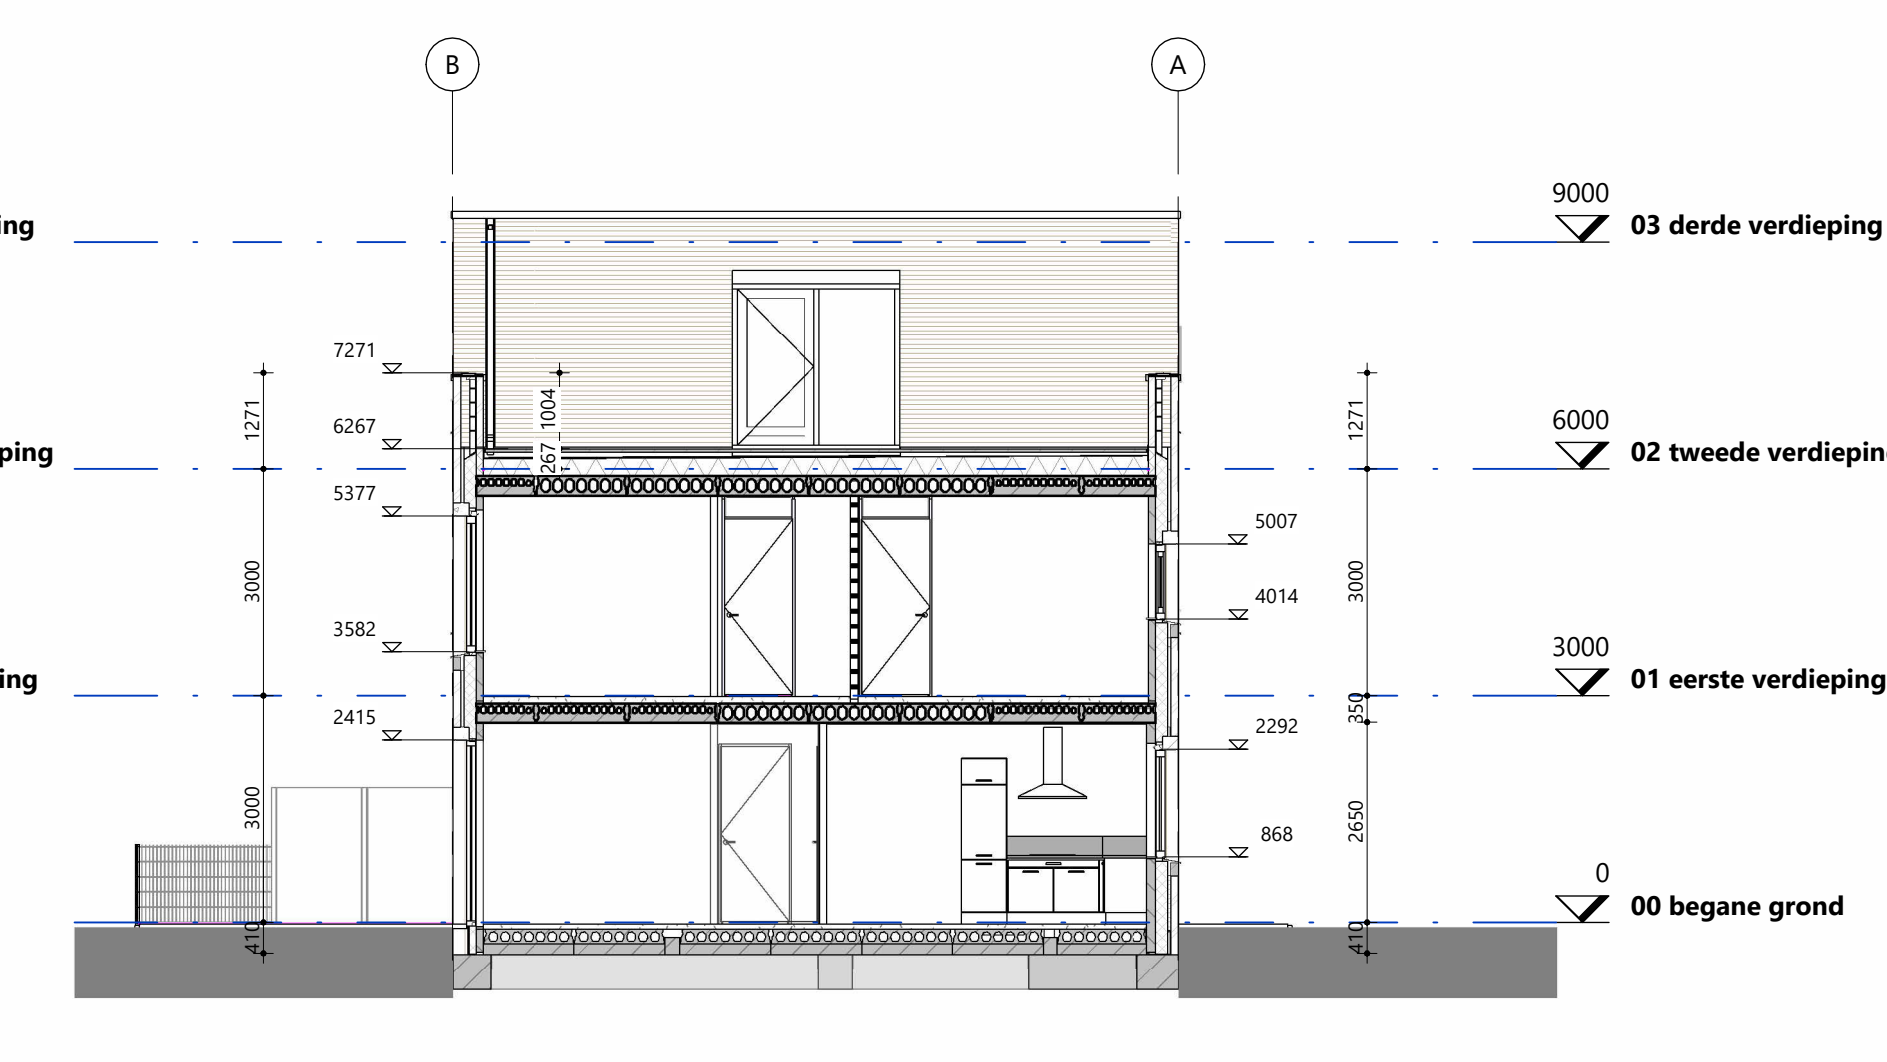 B
A
9000
ing
03 derde verdieping
7271
1271
1004
1271
6267
6000
ping
267
02 tweede verdiepin
5377
5007
3000
3000
4014
3582
3000
ing
01 eerste verdieping
350
2415
2292
3000
2650
868
0
00 begane grond
410
410